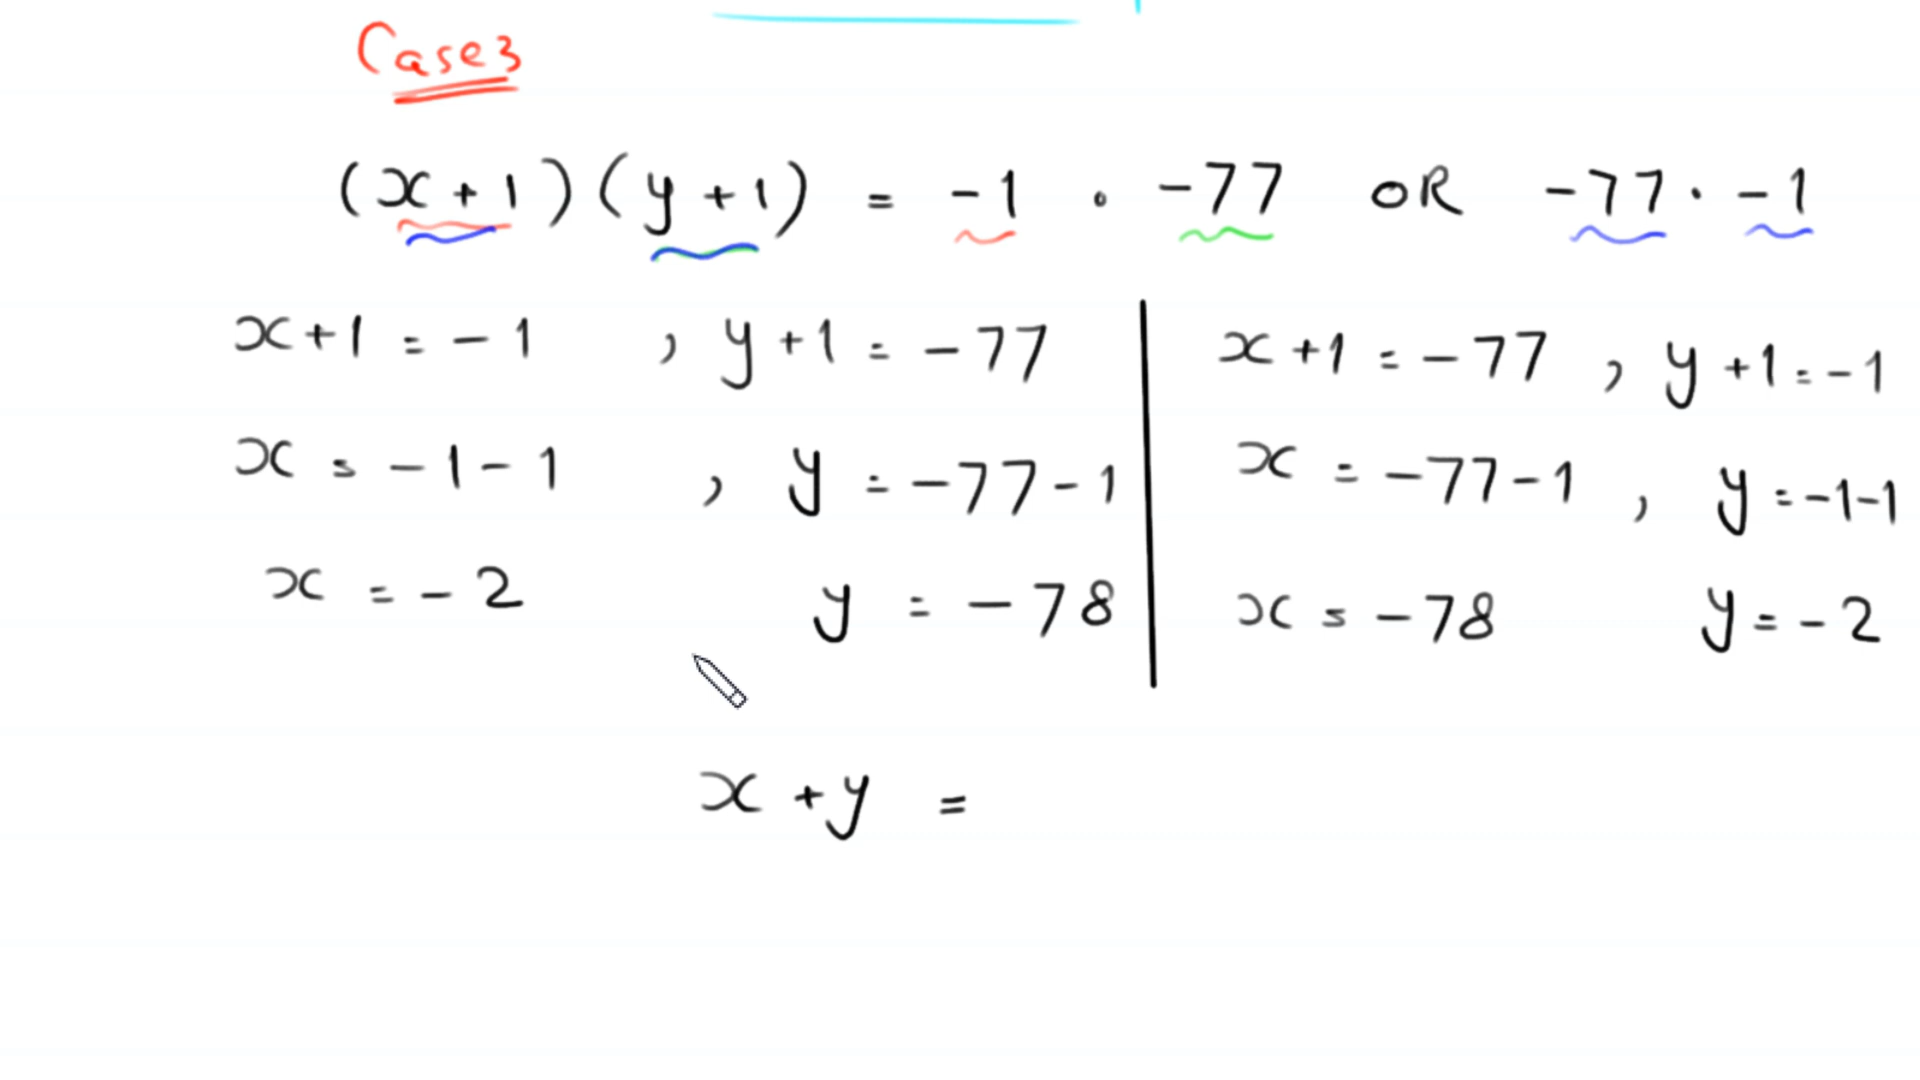 Case3
(x+1)(y+1) = -1 · -77 OR -77 · -1
x+1 = -1 , y+1 = -77 | x+1 = -77 , y+1 = -1
x = -1-1 , y = -77-1 | x = -77-1 , y = -1-1
x = -2 y = -78 | x = -78 y = -2
x+y =